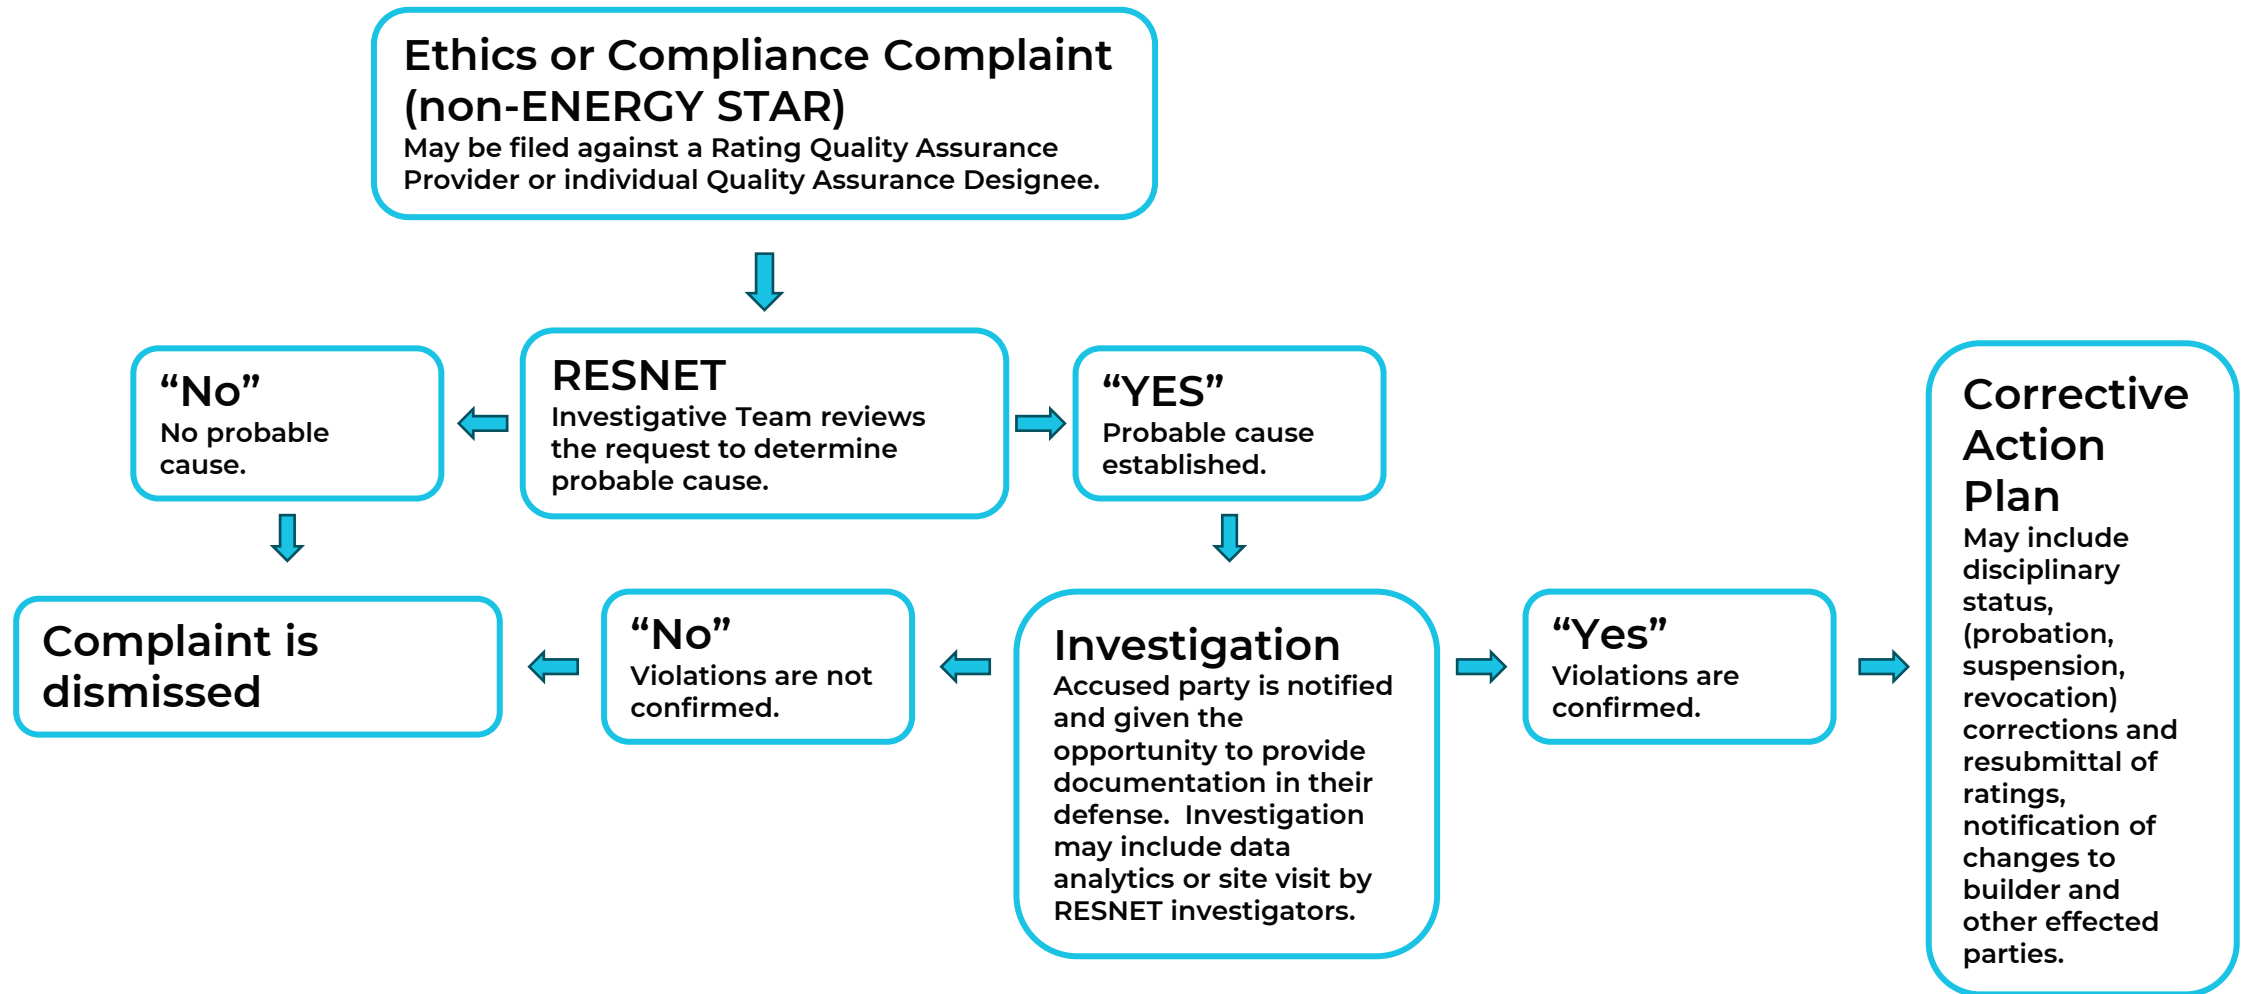 Ethics or Compliance Complaint
(non-ENERGY STAR)
May be filed against a Rating Quality Assurance
Provider or individual Quality Assurance Designee.
“No”
No probable
cause.
RESNET
Investigative Team reviews
the request to determine
probable cause.
“YES”
Probable cause
established.
Complaint is
dismissed
“No”
Violations are not
confirmed.
Investigation
Accused party is notified
and given the
opportunity to provide
documentation in their
defense.  Investigation
may include data
analytics or site visit by
RESNET investigators.
“Yes”
Violations are
confirmed.
Corrective
Action
Plan
May include
disciplinary
status,
(probation,
suspension,
revocation)
corrections and
resubmittal of
ratings,
notification of
changes to
builder and
other effected
parties.